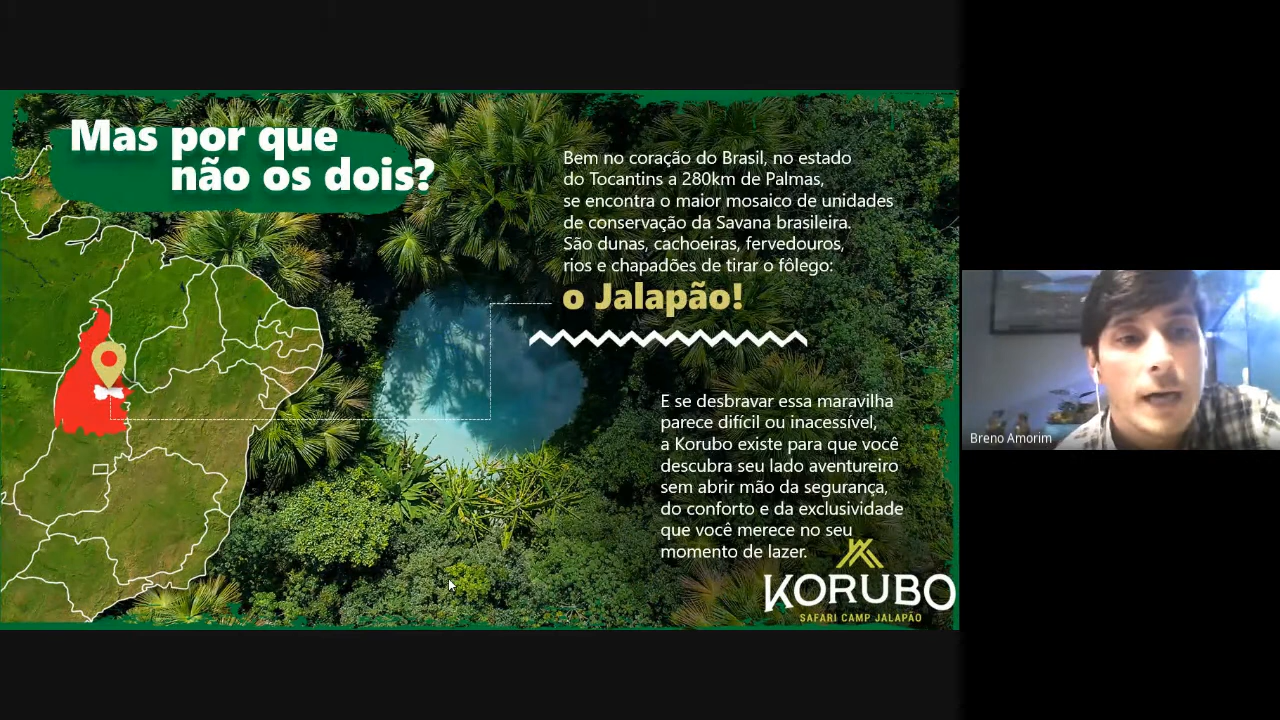 Mas por que
não os dois?
Bem no coração do Brasil, no estado
do Tocantins a 280km de Palmas,
se encontra o maior mosaico de unidades
de conservação da Savana brasileira.
São dunas, cachoeiras, fervedouros,
rios e chapadões de tirar o fôlego:
o Jalapão!
E se desbravar essa maravilha
parece difícil ou inacessível,
a Korubo existe para que você
descubra seu lado aventureiro
sem abrir mão da segurança,
do conforto e da exclusividade
que você merece no seu
momento de lazer.
KORUBO
SAFARI CAMP JALAPÃO
Breno Amorim